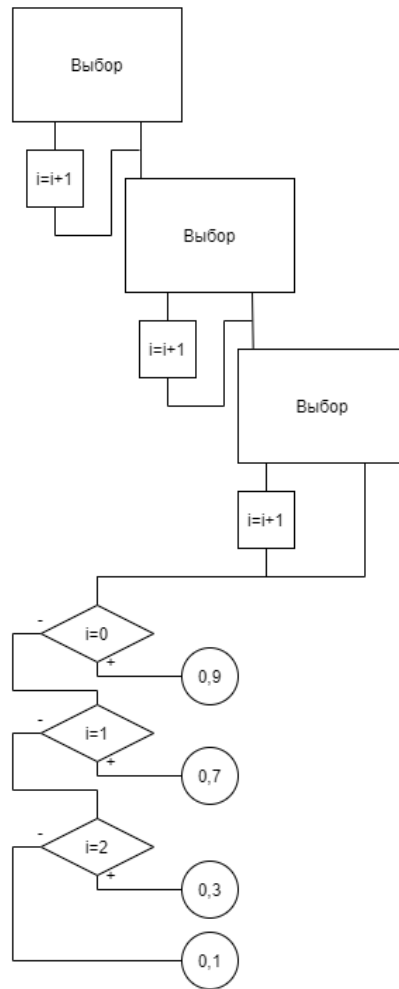 Выбор
i=i+1
Выбор
i=i+1
Выбор
i=i+1
-
i=0
+
0,9
-
i=1
+
0,7
-
i=2
+
0,3
0,1